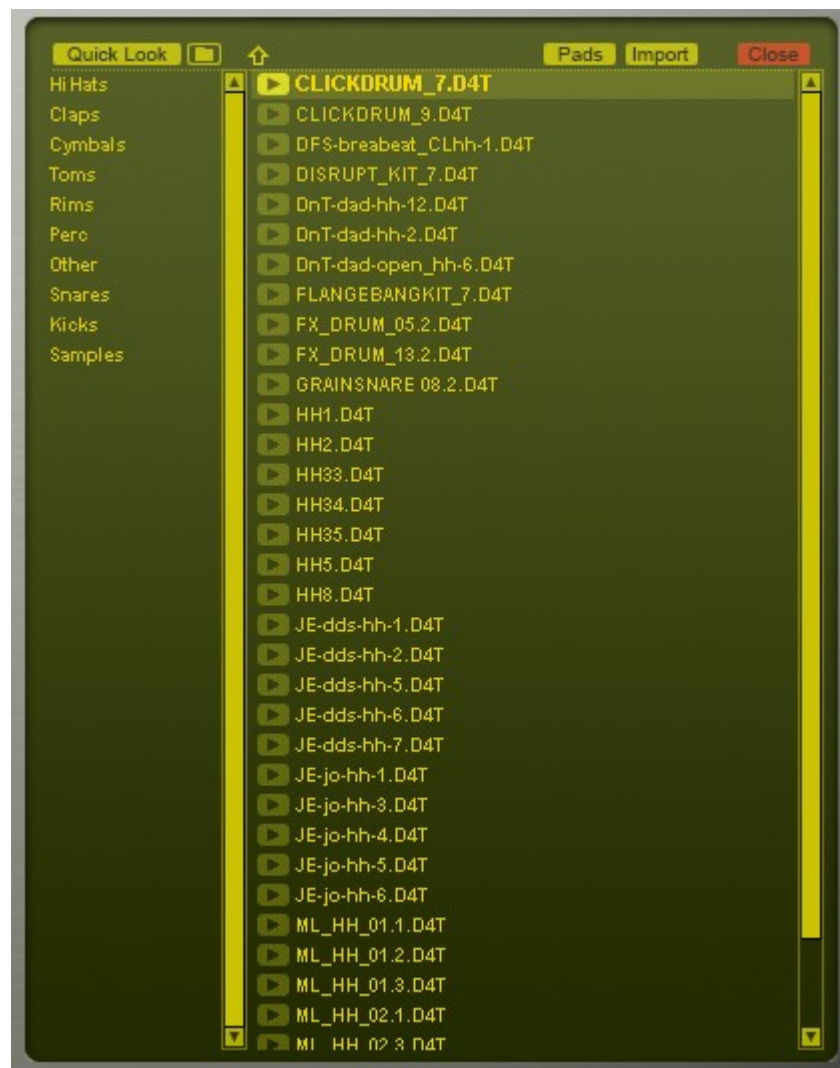 Quick Look Pads Import Close
HiHats
Claps
Cymbals
Toms
Rims
Perc
Other
Snares
Kicks
Samples
CLICKDRUM_7.D4T
CLICKDRUM_9.D4T
DFS-breabeat_CLhh-1.D4T
DISRUPT_KIT_7.D4T
DnT-dad-hh-12.D4T
DnT-dad-hh-2.D4T
DnT-dad-open_hh-6.D4T
FLANGEBANGKIT_7.D4T
FX_DRUM_05.2.D4T
FX_DRUM_13.2.D4T
GRAINSNARE 08.2.D4T
HH1.D4T
HH2.D4T
HH33.D4T
HH34.D4T
HH35.D4T
HH5.D4T
HH8.D4T
JE-dds-hh-1.D4T
JE-dds-hh-2.D4T
JE-dds-hh-5.D4T
JE-dds-hh-6.D4T
JE-dds-hh-7.D4T
JE-jo-hh-1.D4T
JE-jo-hh-3.D4T
JE-jo-hh-4.D4T
JE-jo-hh-5.D4T
JE-jo-hh-6.D4T
ML_HH_01.1.D4T
ML_HH_01.2.D4T
ML_HH_01.3.D4T
ML_HH_02.1.D4T
ML_HH_02.3.D4T